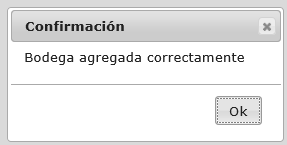 Confirmación
Bodega agregada correctamente
Ok